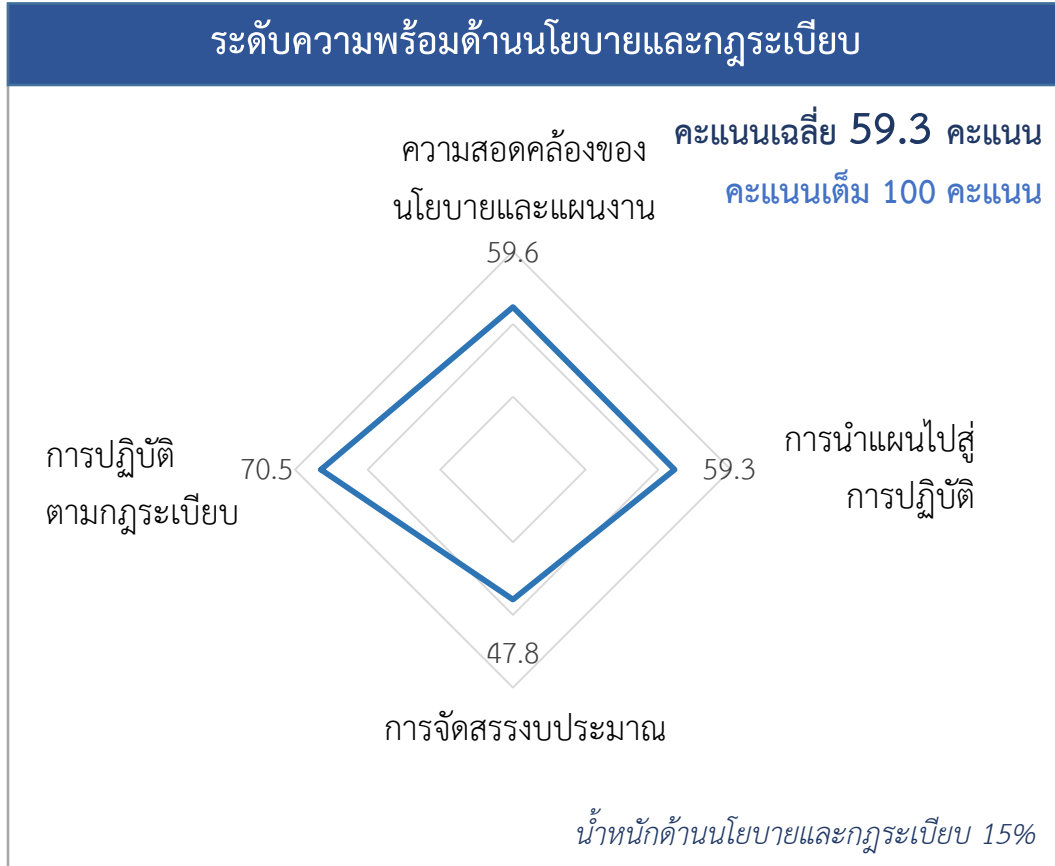 ระดับความพร้อมด้านนโยบายและกฎระเบียบ
คะแนนเฉลี่ย 59.3 คะแนน
คะแนนเต็ม 100 คะแนน
ความสอดคล้องของ
นโยบายและแผนงาน
59.6
การปฏิบัติ
ตามกฎระเบียบ
70.5
59.3
การนำแผนไปสู่
การปฏิบัติ
47.8
การจัดสรรงบประมาณ
น้ำหนักด้านนโยบายและกฎระเบียบ 15%